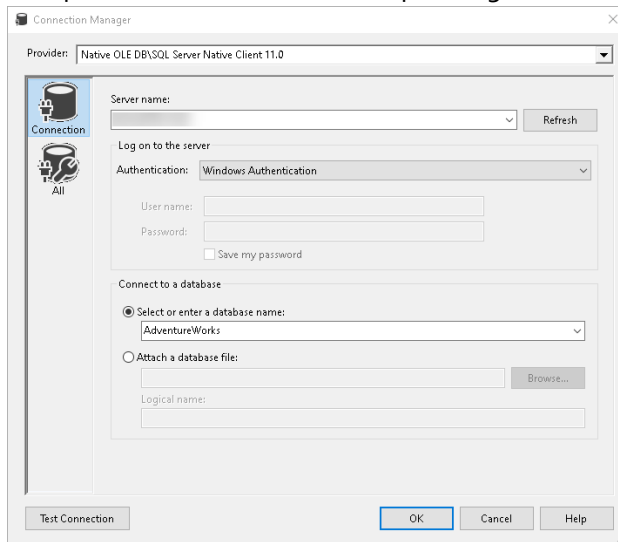 Connection Manager
Provider: Native OLE DB\SQL Server Native Client 11.0
Connection
All
Server name:
Refresh
Log on to the server
Authentication: Windows Authentication
User name:
Password:
Save my password
Connect to a database
Select or enter a database name:
AdventureWorks
Attach a database file:
Browse...
Logical name:
Test Connection OK Cancel Help